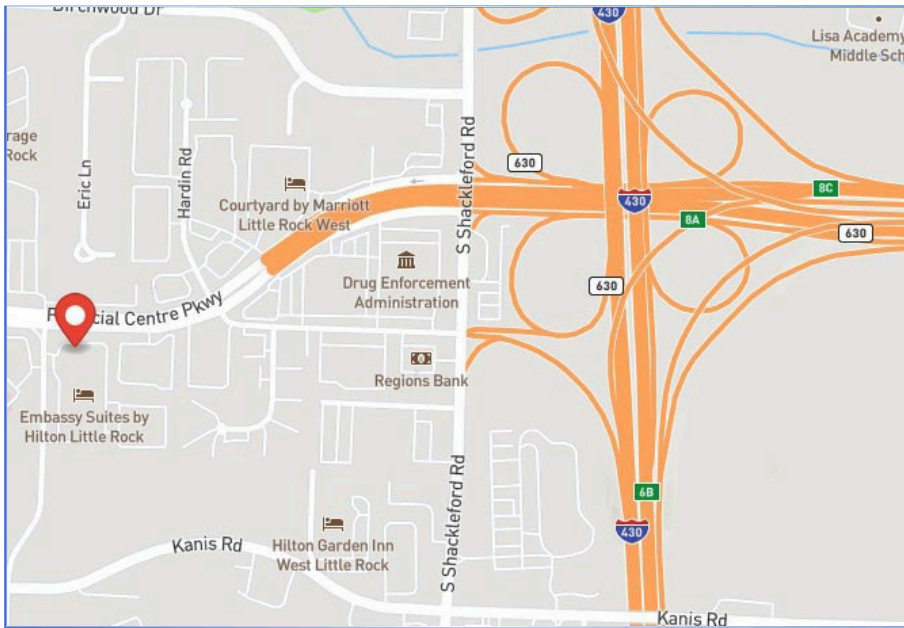 Birchwood Dr
430
Lisa Academy
Middle Sch
rage
Rock
Eric Ln
Hardin Rd
S Shackleford Rd
630
Courtyard by Marriott
Little Rock West
430
8C
8A
630
Drug Enforcement
Administration
630
Financial Centre Pkwy
Regions Bank
Embassy Suites by
Hilton Little Rock
S Shackleford Rd
6B
430
Kanis Rd
Hilton Garden Inn
West Little Rock
Kanis Rd